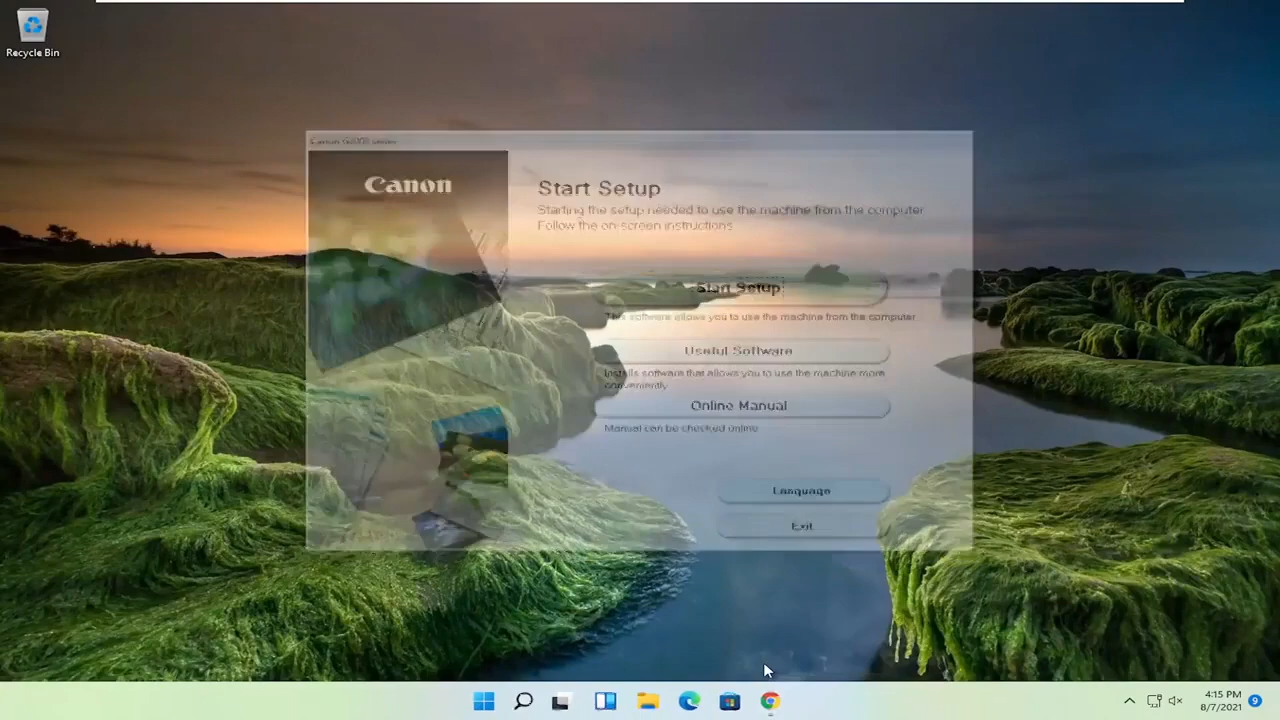 Recycle Bin
Canon
Start Setup
Starting the setup needed to use the machine from the computer
Follow the on-screen instructions
Start Setup
This software allows you to use the machine from the computer
Useful Software
Installs software that allows you to use the machine more
conveniently
Online Manual
Manual can be checked online
Language
Exit
4:15 PM
8/7/2021
9